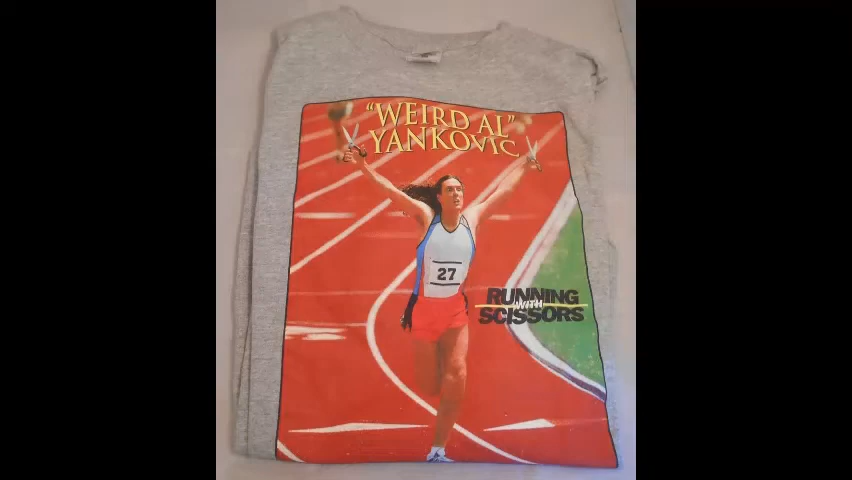 "WEIRD AL"
YANKOVIC
27
RUNNING
WITH
SCISSORS